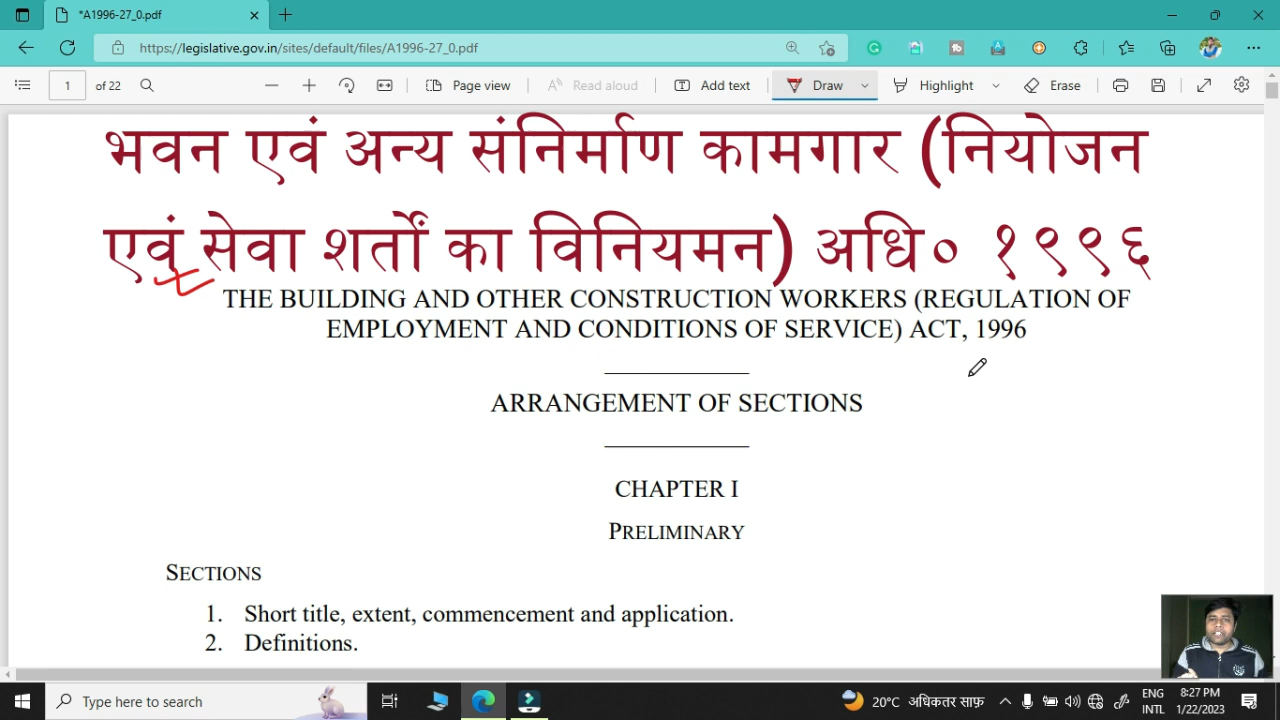 *A1996-27_0.pdf
https://legislative.gov.in/sites/default/files/A1996-27_0.pdf
1 of 22 Page view Read aloud Add text Draw Highlight Erase
भवन एवं अन्य संनिर्माण कामगार (नियोजन
एवं सेवा शर्तों का विनियमन) अधि० १९९६
THE BUILDING AND OTHER CONSTRUCTION WORKERS (REGULATION OF
EMPLOYMENT AND CONDITIONS OF SERVICE) ACT, 1996
ARRANGEMENT OF SECTIONS
CHAPTER I
PRELIMINARY
SECTIONS
1. Short title, extent, commencement and application.
2. Definitions.
Type here to search 20°C अधिकतर साफ़ ENG 8:27 PM
INTL 1/22/2023